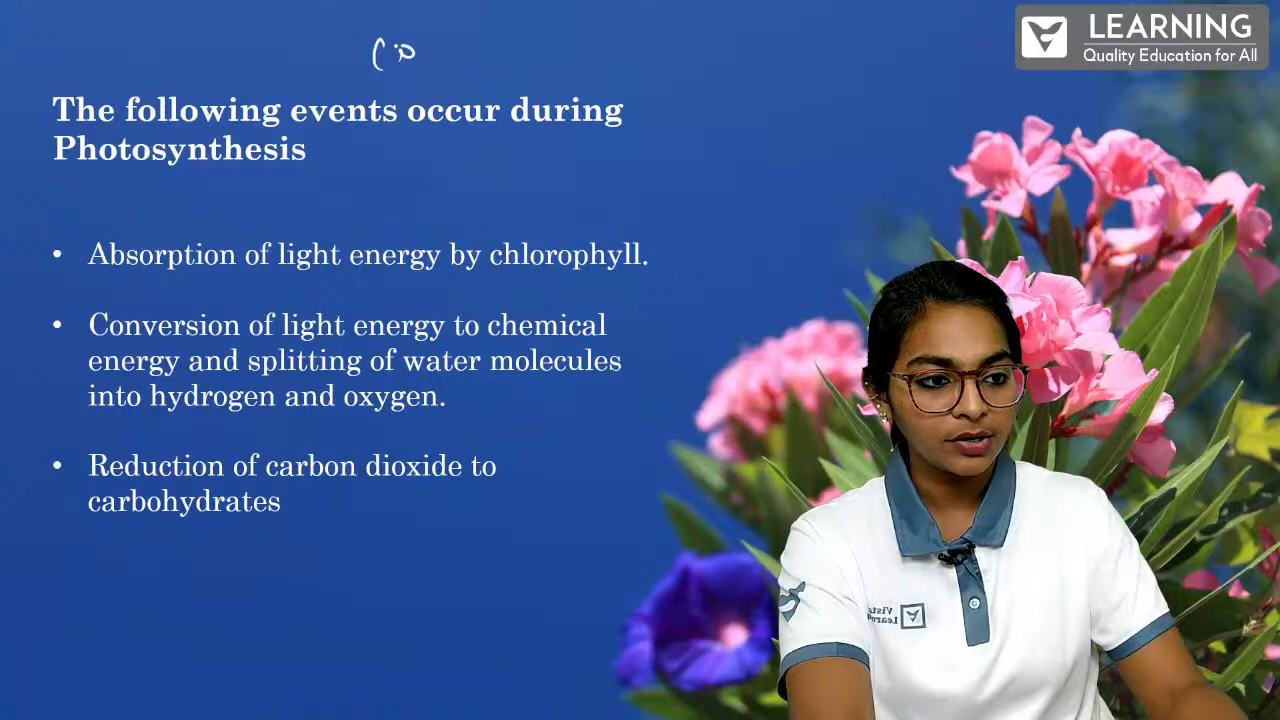 LEARNING
Quality Education for All
The following events occur during
Photosynthesis
• Absorption of light energy by chlorophyll.
• Conversion of light energy to chemical
energy and splitting of water molecules
into hydrogen and oxygen.
• Reduction of carbon dioxide to
carbohydrates
Vista
Learn